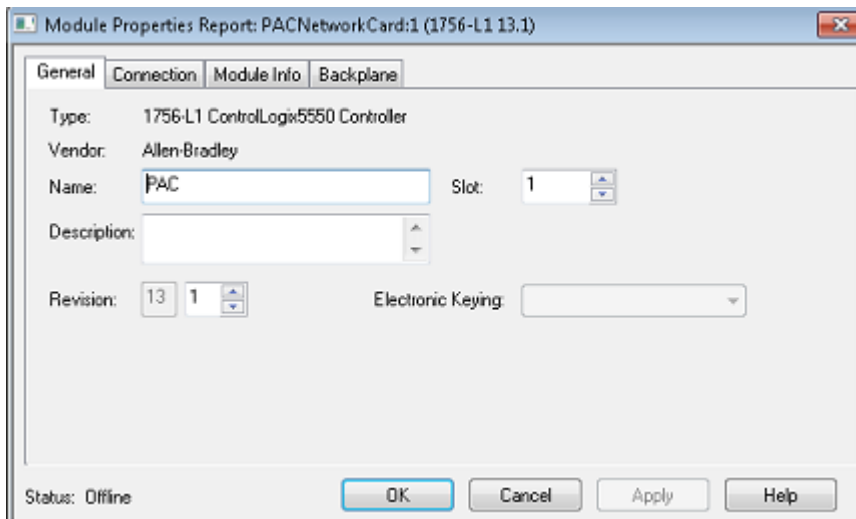 Module Properties Report: PACNetworkCard:1 (1756-L1 13.1)
General Connection Module Info Backplane
Type: 1756-L1 ControlLogix5550 Controller
Vendor: Allen-Bradley
Name: PAC Slot: 1
Description:
Revision: 13 1 Electronic Keying:
Status: Offline OK Cancel Apply Help